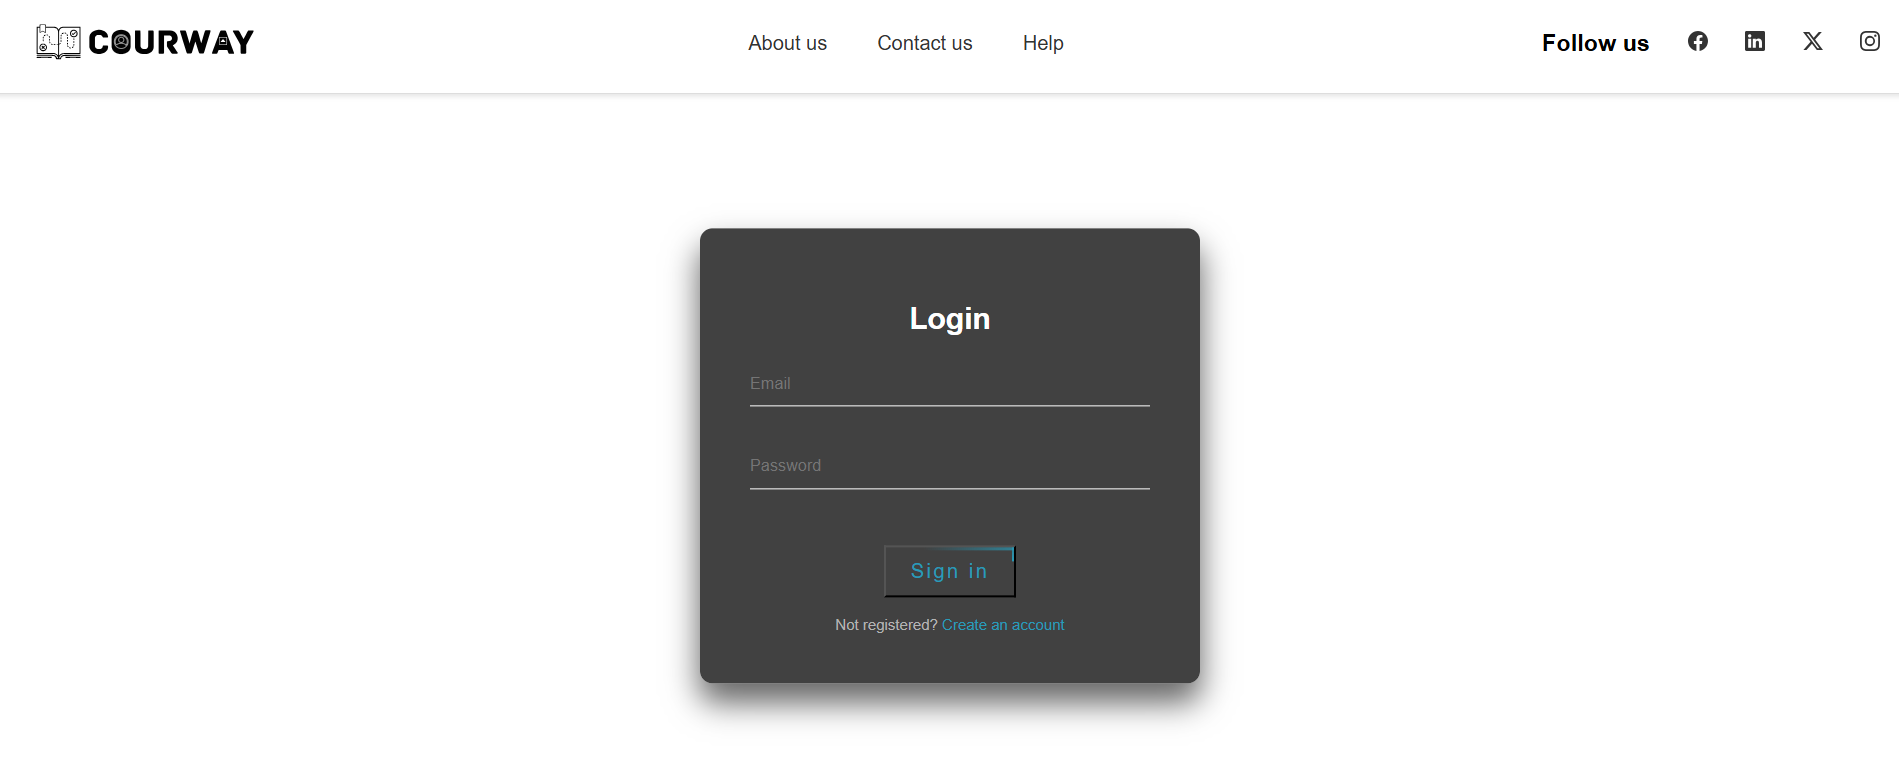 COURWAY
About us
Contact us
Help
Follow us
Login
Email
Password
Sign in
Not registered? Create an account